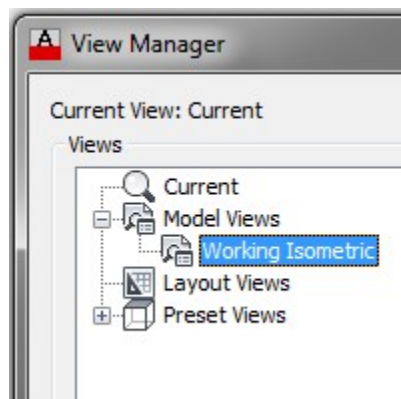 A View Manager
Current View: Current
Views
Current
Model Views
Working Isometric
Layout Views
Preset Views